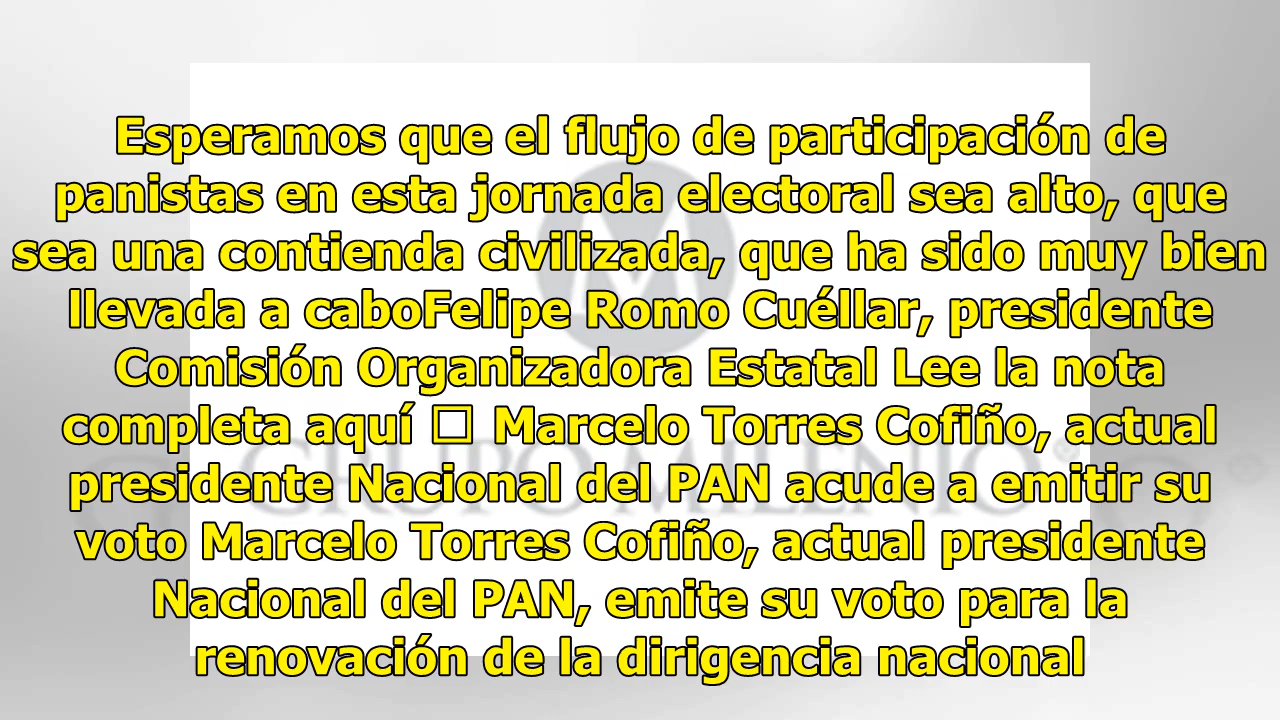 Esperamos que el flujo de participación de
panistas en esta jornada electoral sea alto, que
sea una contienda civilizada, que ha sido muy bien
llevada a caboFelipe Romo Cuéllar, presidente
Comisión Organizadora Estatal Lee la nota
completa aquí □ Marcelo Torres Cofiño, actual
presidente Nacional del PAN acude a emitir su
voto Marcelo Torres Cofiño, actual presidente
Nacional del PAN, emite su voto para la
renovación de la dirigencia nacional
GRUPO MILENIO®